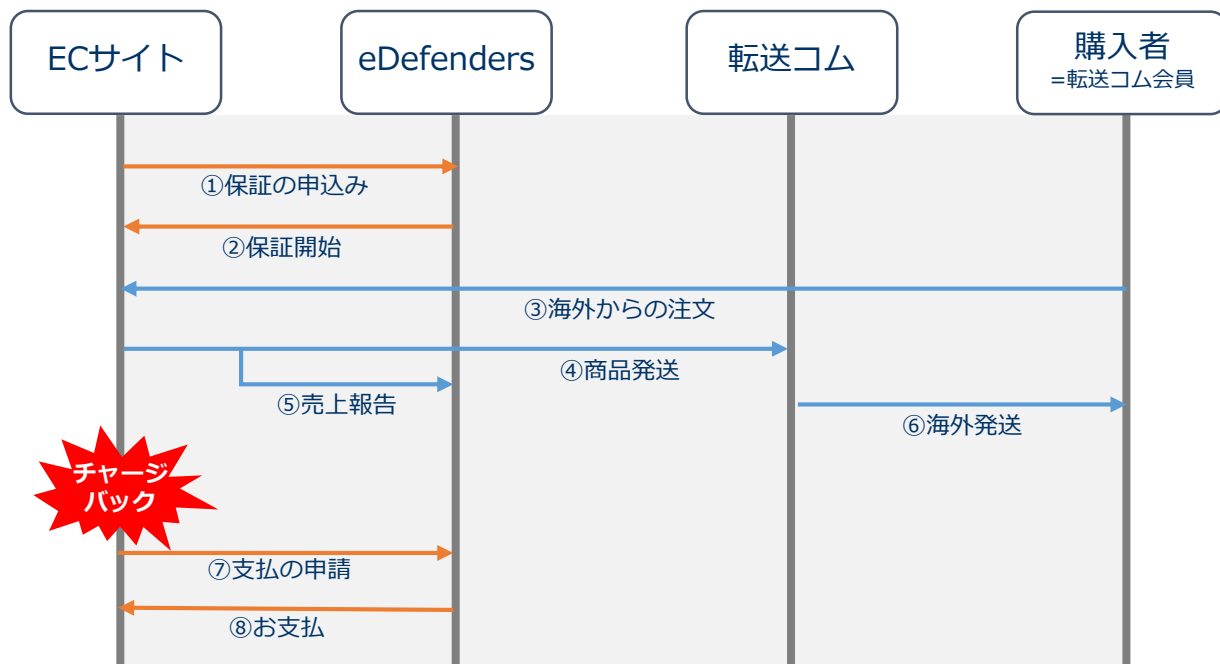 ECサイト
eDefenders
転送コム
購入者
=転送コム会員
①保証の申込み
②保証開始
③海外からの注文
④商品発送
⑤売上報告
⑥海外発送
チャージ
バック
⑦支払の申請
⑧お支払